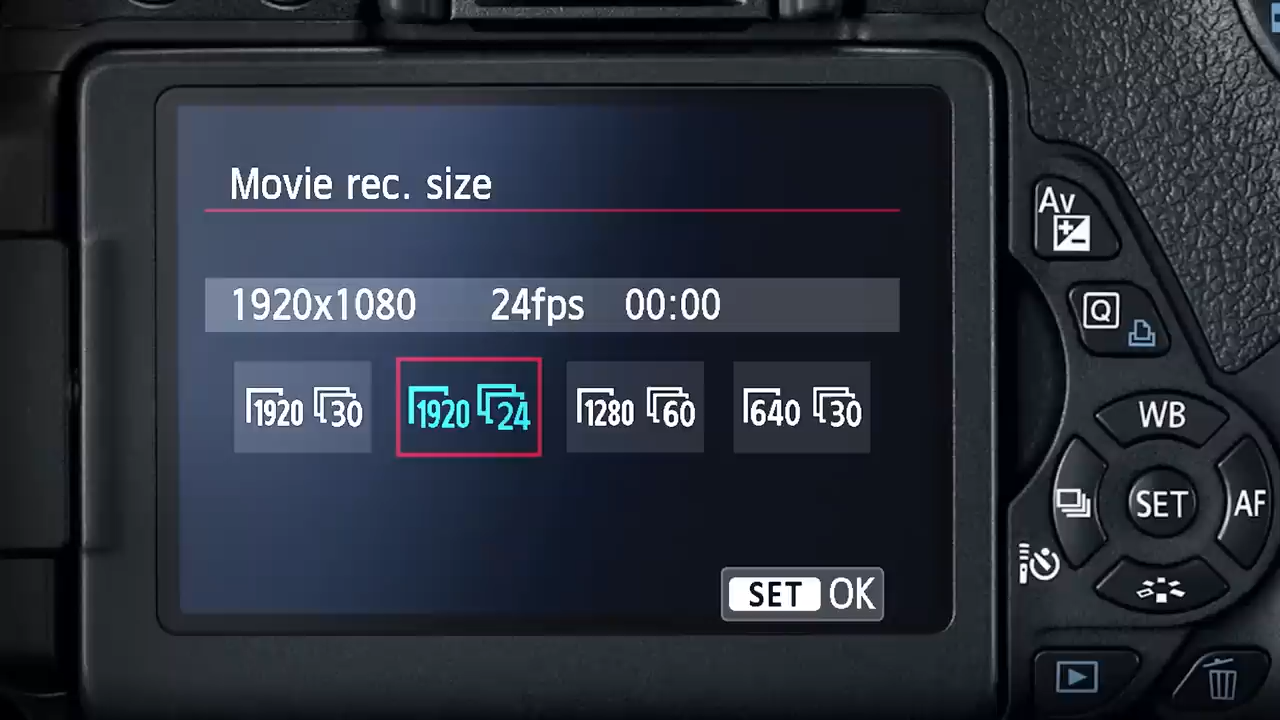 Movie rec. size
Av
1920x1080 24fps 00:00
Q
1920 30 1920 24 1280 60 640 30
WB
SET
AF
SET OK